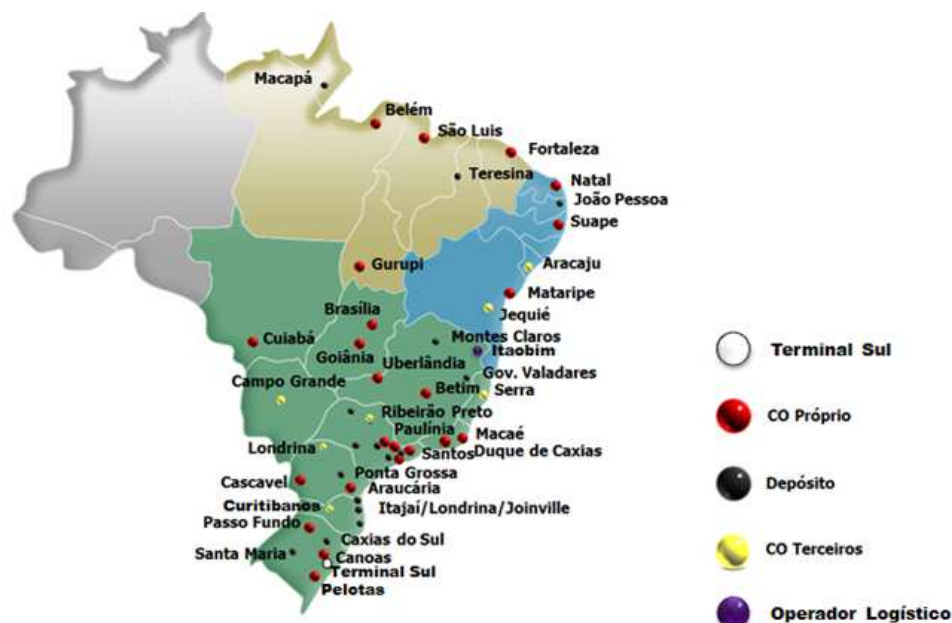 Macapá
Belém
São Luis
Fortaleza
Teresina
Natal
João Pessoa
Suape
Aracaju
Gurupi
Mataripe
Jequié
Brasília
Montes Claros
Cuiabá
Goiânia
Itaobim
Uberlândia
Gov. Valadares
Campo Grande
Betim
Serra
Ribeirão Preto
Paulínia
Macaé
Londrina
Santos
Duque de Caxias
Ponta Grossa
Cascavel
Araucária
Curitibanos
Itajaí/Londrina/Joinville
Passo Fundo
Caxias do Sul
Santa Maria
Canoas
Terminal Sul
Pelotas
Terminal Sul
CO Próprio
Depósito
CO Terceiros
Operador Logístico